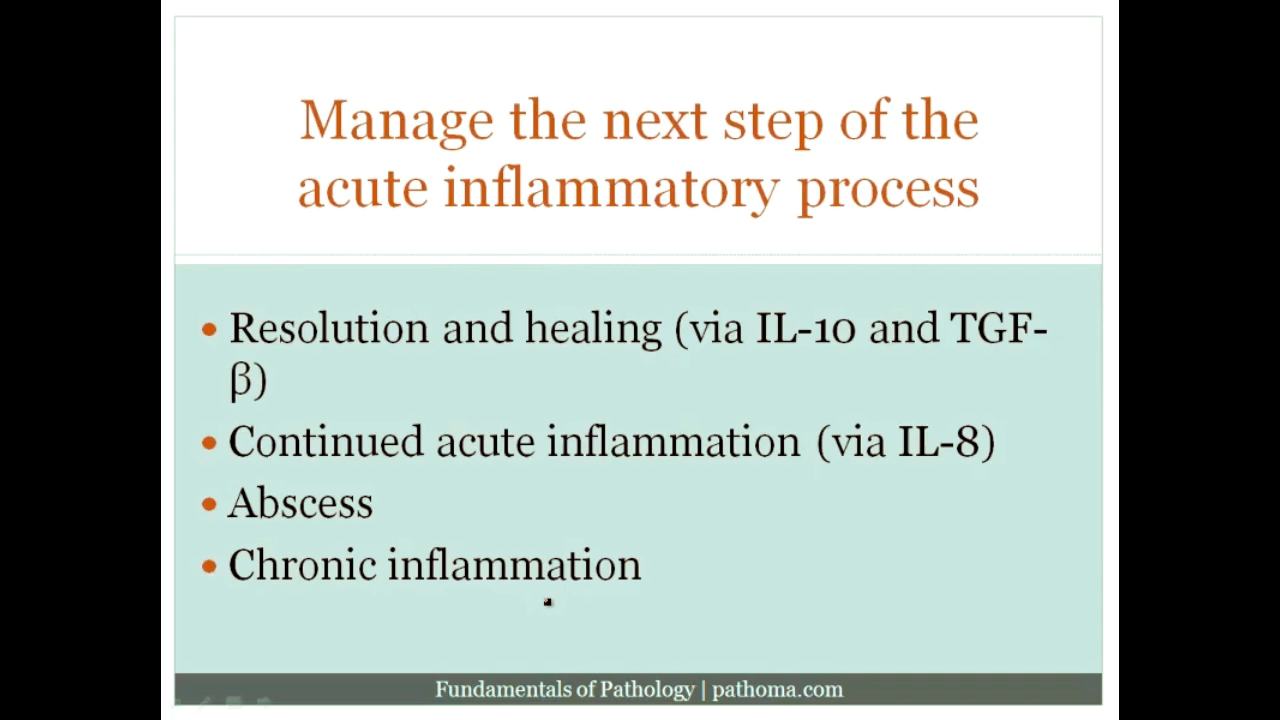 Manage the next step of the
acute inflammatory process
• Resolution and healing (via IL-10 and TGF-
β)
• Continued acute inflammation (via IL-8)
• Abscess
• Chronic inflammation
Fundamentals of Pathology | pathoma.com